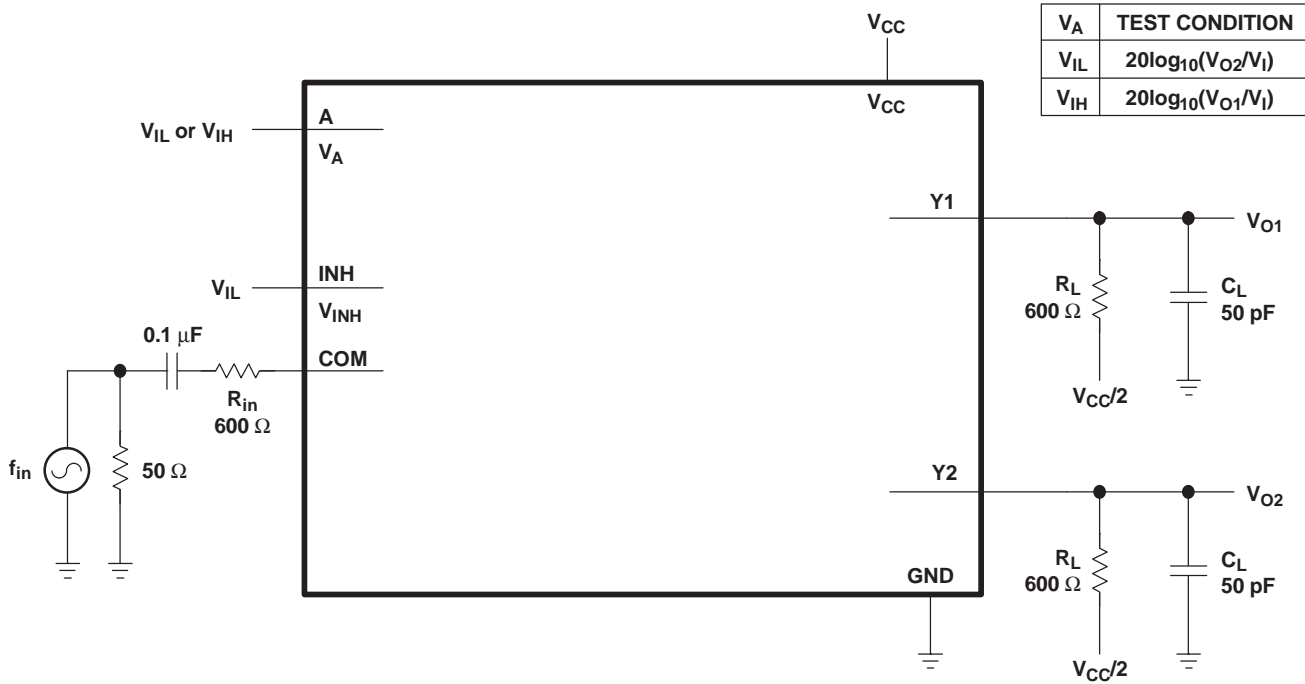 V_A TEST CONDITION
V_IL 20log_10(V_O2/V_I)
V_IH 20log_10(V_O1/V_I)
V_CC
V_CC
V_IL or V_IH
A
V_A
Y1
V_O1
V_IL
INH
V_INH
R_L
600 Ω
C_L
50 pF
0.1 μF
COM
R_in
600 Ω
V_CC/2
f_in
50 Ω
Y2
V_O2
R_L
600 Ω
C_L
50 pF
GND
V_CC/2